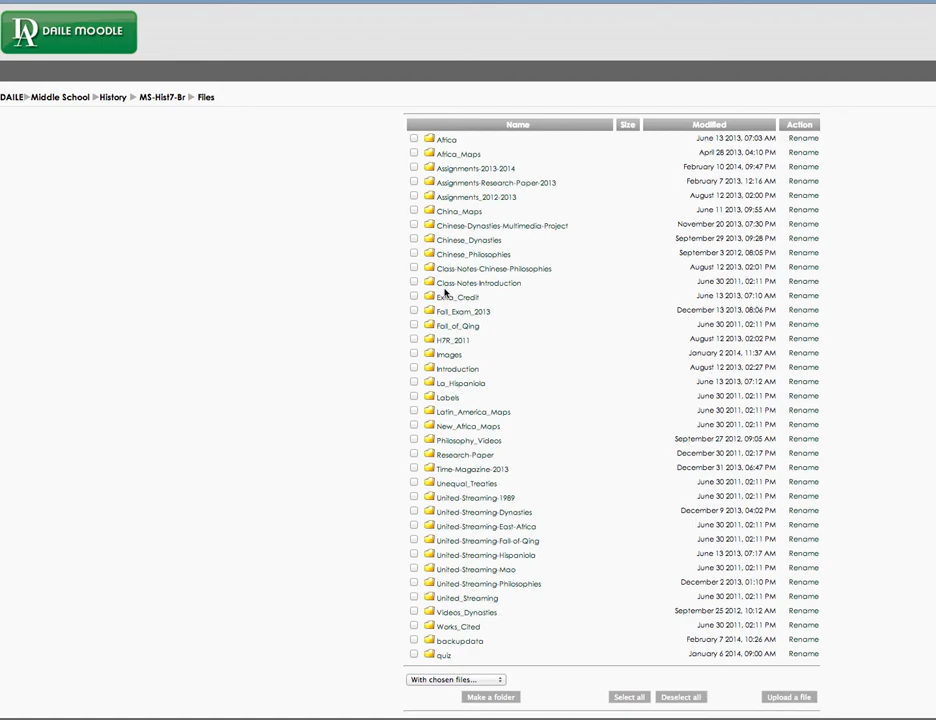 DA DAILE MOODLE
DAILE ▶ Middle School ▶ History ▶ MS-Hist7-Br ▶ Files
Name Size Modified Action
Africa June 13 2013, 07:03 AM Rename
Africa_Maps April 28 2013, 04:10 PM Rename
Assignments-2013-2014 February 10 2014, 09:47 PM Rename
Assignments-Research-Paper-2013 February 7 2013, 12:16 AM Rename
Assignments_2012-2013 August 12 2013, 02:00 PM Rename
China_Maps June 11 2013, 09:55 AM Rename
Chinese-Dynasties-Multimedia-Project November 20 2013, 07:30 PM Rename
Chinese_Dynasties September 29 2013, 09:28 PM Rename
Chinese_Philosophies September 3 2012, 08:05 PM Rename
Class-Notes-Chinese-Philosophies August 12 2013, 02:01 PM Rename
Class-Notes-Introduction June 30 2011, 02:11 PM Rename
Extra_Credit June 13 2013, 07:10 AM Rename
Fall_Exam_2013 December 13 2013, 08:06 PM Rename
Fall_of_Qing June 30 2011, 02:11 PM Rename
H7R_2011 August 12 2013, 02:02 PM Rename
Images January 2 2014, 11:37 AM Rename
Introduction August 12 2013, 02:27 PM Rename
La_Hispaniola June 13 2013, 07:12 AM Rename
Labels June 30 2011, 02:11 PM Rename
Latin_America_Maps June 30 2011, 02:11 PM Rename
New_Africa_Maps June 30 2011, 02:11 PM Rename
Philosophy_Videos September 27 2012, 09:05 AM Rename
Research-Paper December 30 2011, 02:17 PM Rename
Time-Magazine-2013 December 31 2013, 06:47 PM Rename
Unequal_Treaties June 30 2011, 02:11 PM Rename
United-Streaming-1989 June 30 2011, 02:11 PM Rename
United-Streaming-Dynasties December 9 2013, 04:02 PM Rename
United-Streaming-East-Africa June 30 2011, 02:11 PM Rename
United-Streaming-Fall-of-Qing June 30 2011, 02:11 PM Rename
United-Streaming-Hispaniola June 13 2013, 07:17 AM Rename
United-Streaming-Mao June 30 2011, 02:11 PM Rename
United-Streaming-Philosophies December 2 2013, 01:10 PM Rename
United_Streaming June 30 2011, 02:11 PM Rename
Videos_Dynasties September 25 2012, 10:12 AM Rename
Works_Cited June 30 2011, 02:11 PM Rename
backupdata February 7 2014, 10:26 AM Rename
quiz January 6 2014, 09:00 AM Rename
With chosen files...
Make a folder Select all Deselect all Upload a file